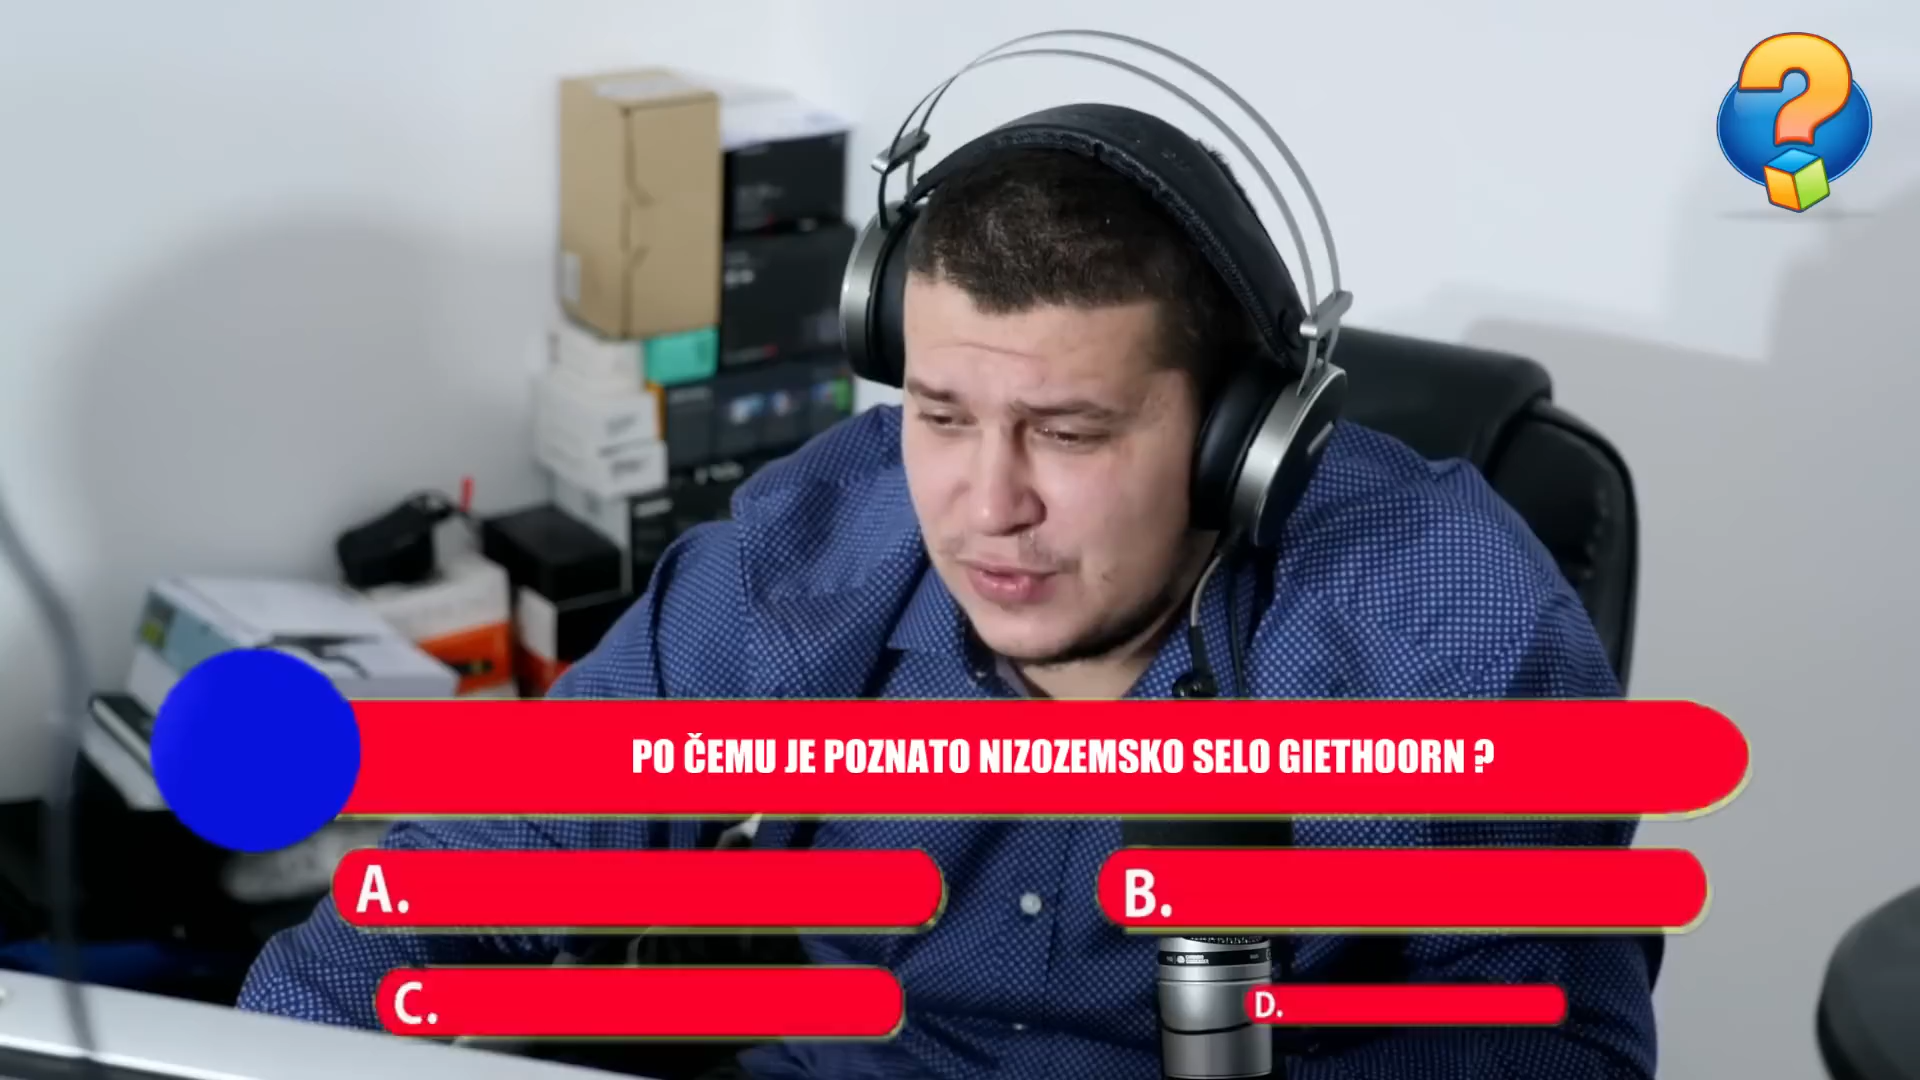 PO ČEMU JE POZNATO NIZOZEMSKO SELO GIETHOORN ?
A.
B.
C.
D.